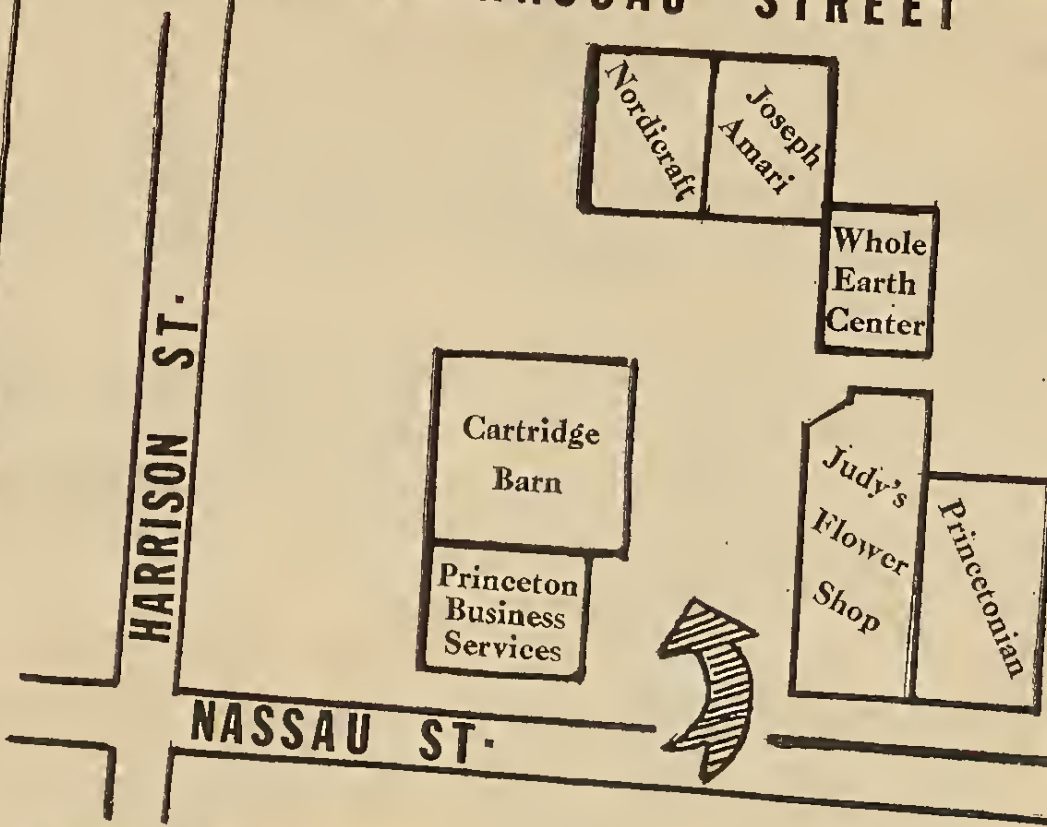 STREET
Nordicraft
Joseph
Amari
Whole
Earth
Center
HARRISON ST.
Cartridge
Barn
Judy's
Flower
Shop
Princetonian
Princeton
Business
Services
NASSAU ST.